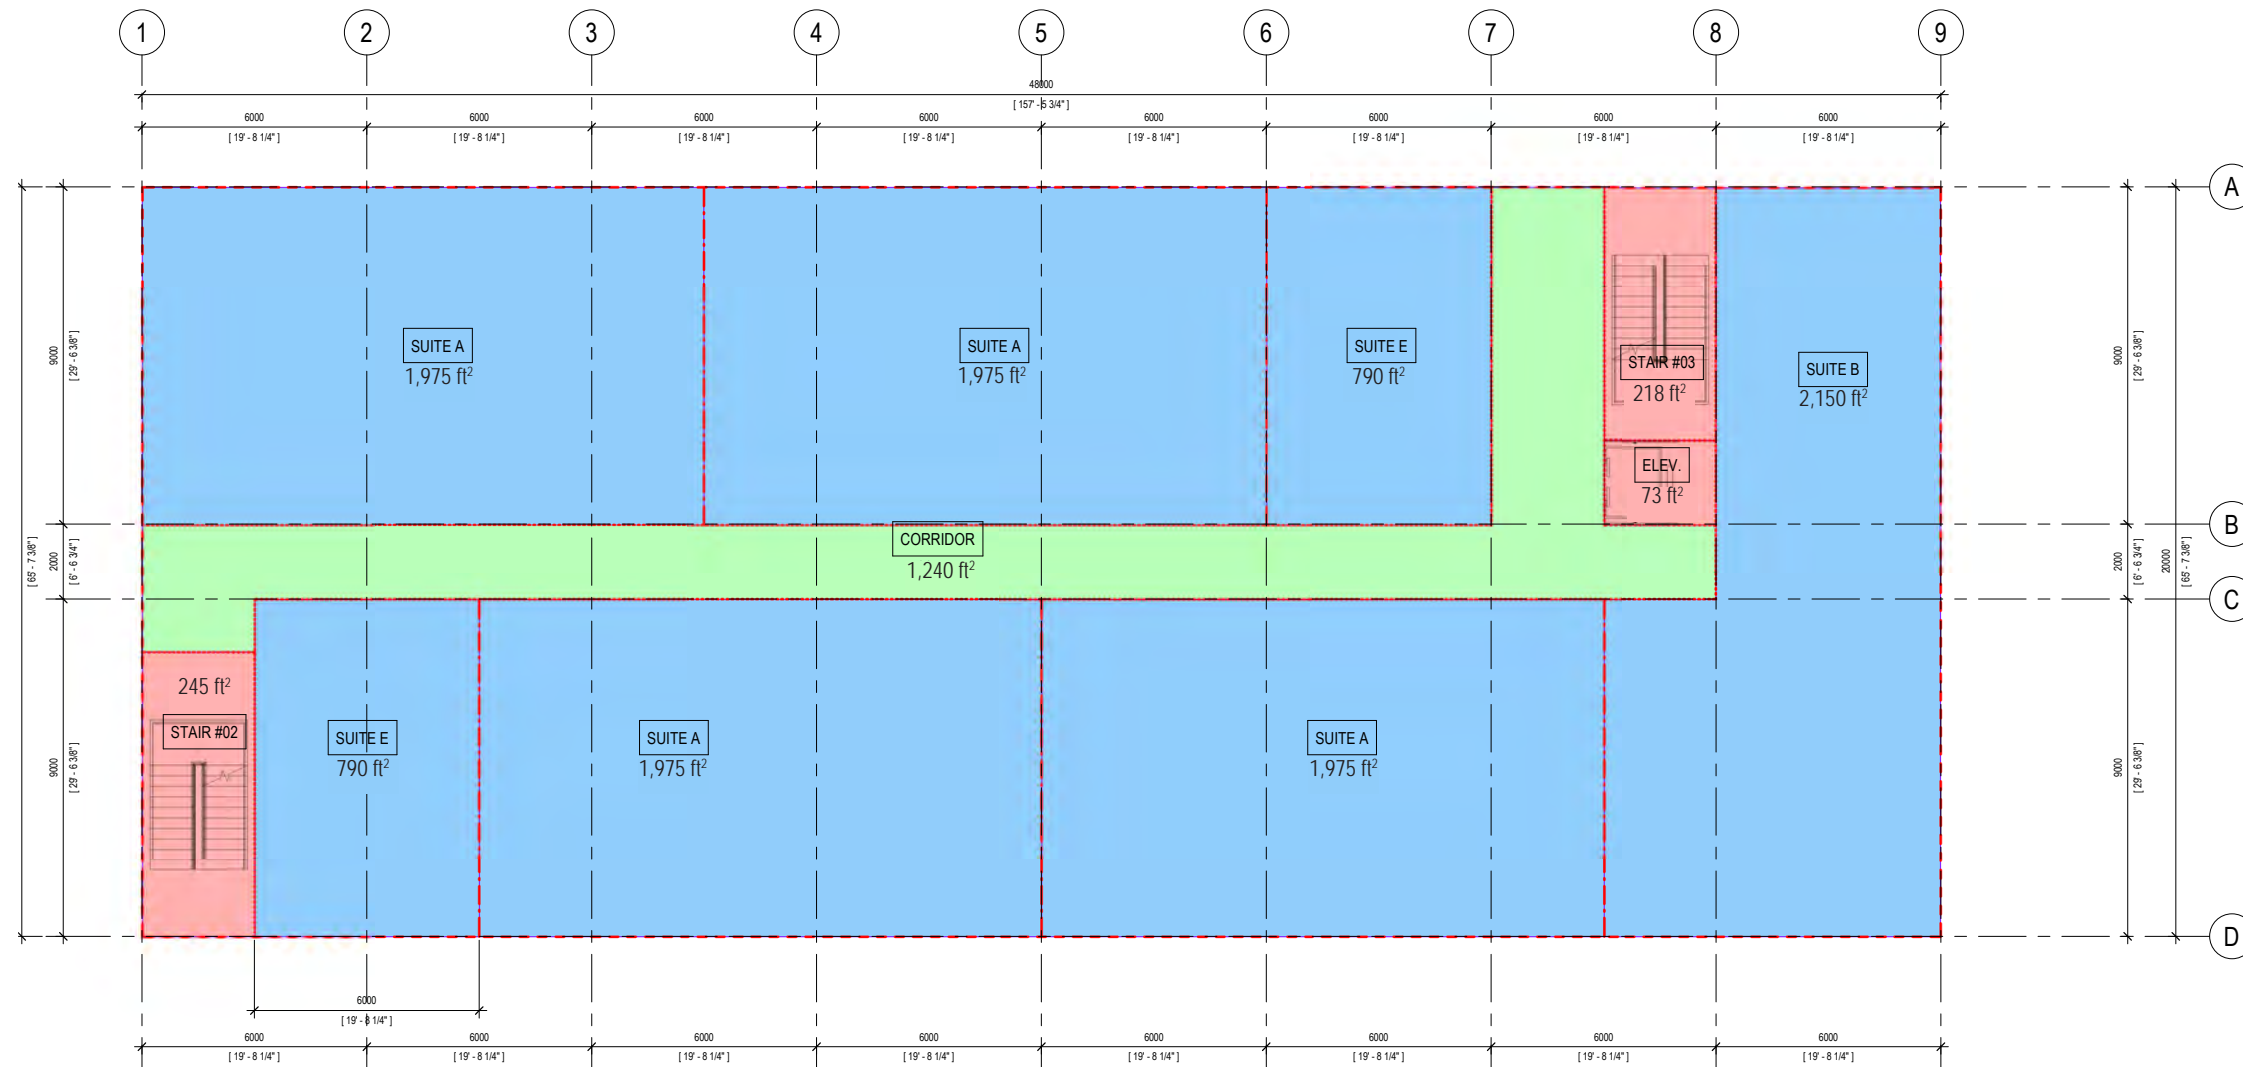 1 2 3 4 5 6 7 8 9
48000
[ 157' - 5 3/4" ]
6000 6000 6000 6000 6000 6000 6000 6000
[ 19' - 8 1/4" ] [ 19' - 8 1/4" ] [ 19' - 8 1/4" ] [ 19' - 8 1/4" ] [ 19' - 8 1/4" ] [ 19' - 8 1/4" ] [ 19' - 8 1/4" ] [ 19' - 8 1/4" ]
A
9000
[ 29' - 6 3/8" ]
SUITE A
1,975 ft²
SUITE A
1,975 ft²
SUITE E
790 ft²
STAIR #03
218 ft²
SUITE B
2,150 ft²
9000
[ 29' - 6 3/8" ]
ELEV.
73 ft²
B
[ 65' - 7 3/8" ]
2000
[ 6' - 6 3/4" ]
CORRIDOR
1,240 ft²
2000
[ 6' - 6 3/4" ]
20000
[ 65' - 7 3/8" ]
C
245 ft²
STAIR #02
SUITE E
790 ft²
SUITE A
1,975 ft²
SUITE A
1,975 ft²
9000
[ 29' - 6 3/8" ]
9000
[ 29' - 6 3/8" ]
D
6000
[ 19' - 8 1/4" ]
6000 6000 6000 6000 6000 6000 6000 6000
[ 19' - 8 1/4" ] [ 19' - 8 1/4" ] [ 19' - 8 1/4" ] [ 19' - 8 1/4" ] [ 19' - 8 1/4" ] [ 19' - 8 1/4" ] [ 19' - 8 1/4" ] [ 19' - 8 1/4" ]